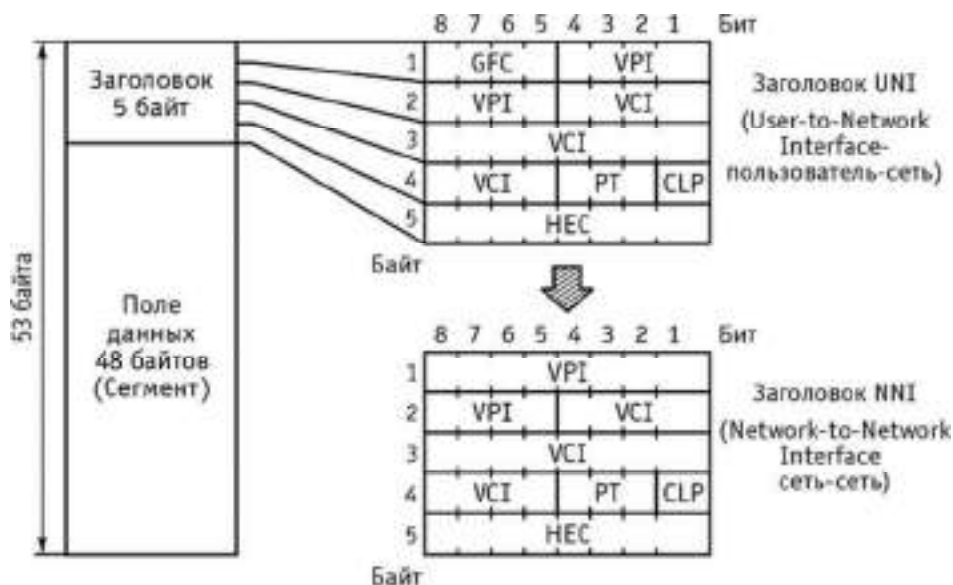 8 7 6 5 4 3 2 1 Бит
1 GFC VPI
2 VPI VCI
3 VCI
4 VCI PT CLP
5 HEC
Байт
Заголовок UNI
(User-to-Network
Interface-
пользователь-сеть)
Заголовок
5 байт
53 байта
Поле
данных
48 байтов
(Сегмент)
8 7 6 5 4 3 2 1 Бит
1 VPI
2 VPI VCI
3 VCI
4 VCI PT CLP
5 HEC
Байт
Заголовок NNI
(Network-to-Network
Interface
сеть-сеть)